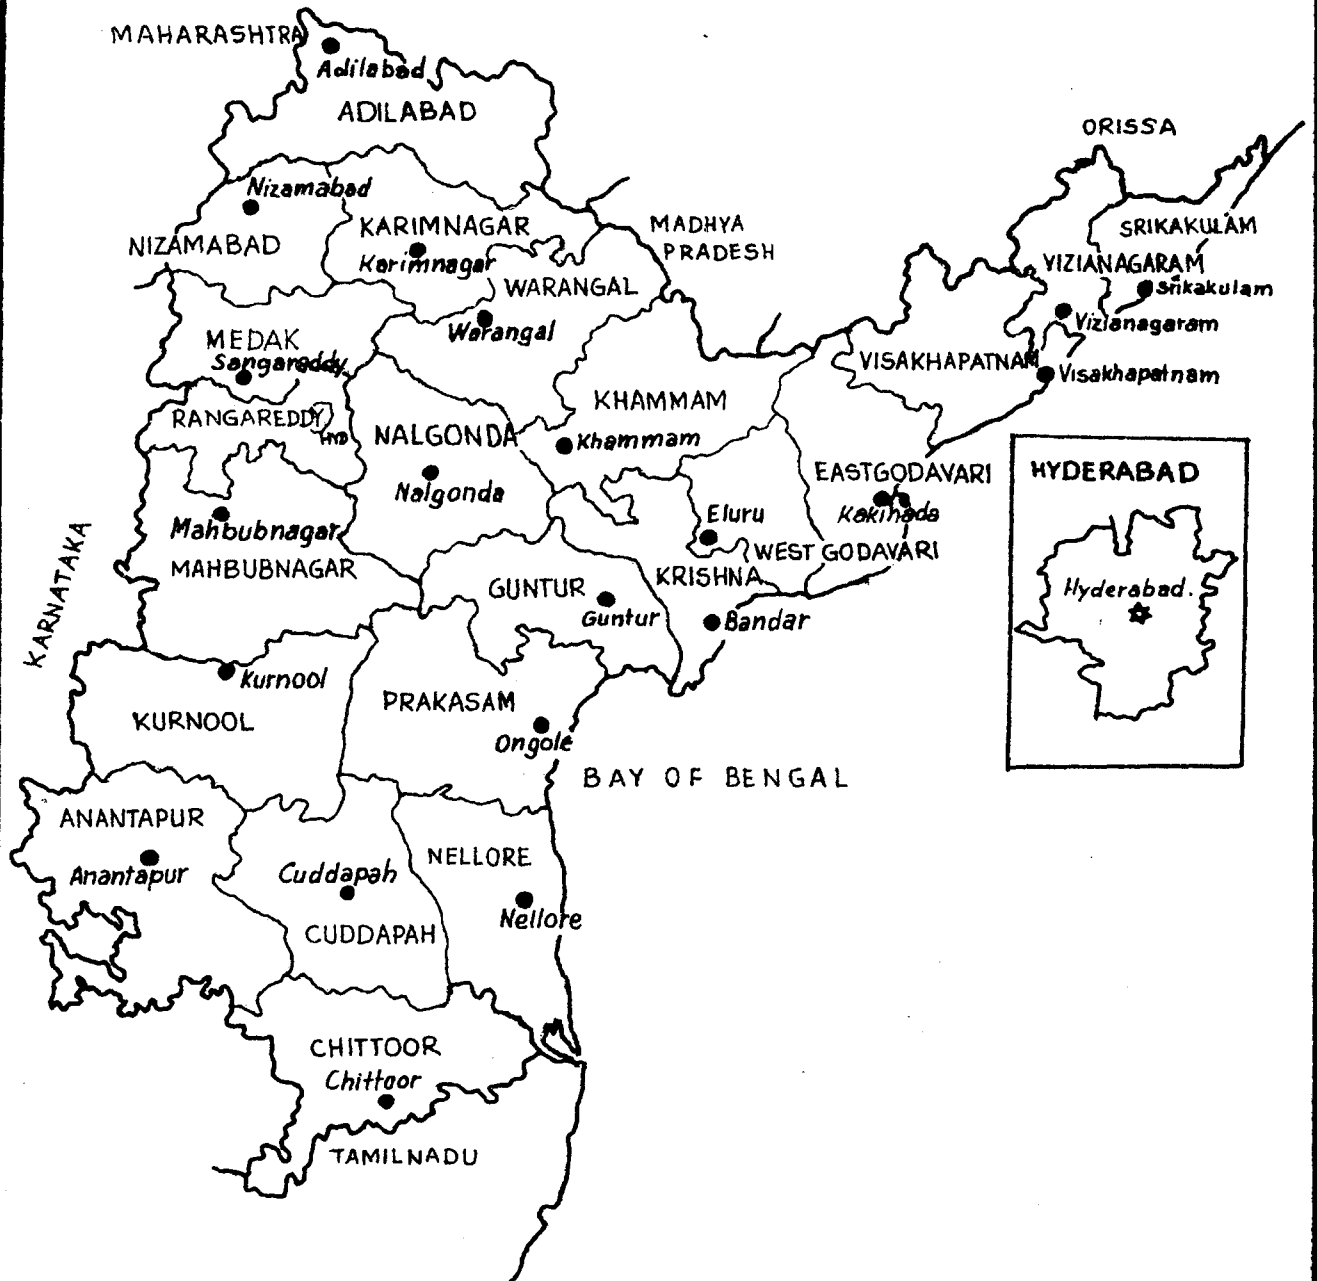 MAHARASHTRA
Adilabad
ADILABAD
ORISSA
Nizamabad
NIZAMABAD
KARIMNAGAR
Karimnagar
MADHYA
PRADESH
SRIKAKULAM
VIZIANAGARAM
Srikakulam
Vizianagaram
WARANGAL
Warangal
MEDAK
Sangareddy
VISAKHAPATNAM
Visakhapatnam
RANGAREDDY
HYD
NALGONDA
Nalgonda
KHAMMAM
Khammam
EASTGODAVARI
Kakinada
HYDERABAD
Hyderabad.
Mahbubnagar
MAHBUBNAGAR
Eluru
WEST GODAVARI
KRISHNA
Bandar
GUNTUR
Guntur
KARNATAKA
Kurnool
KURNOOL
PRAKASAM
Ongole
BAY OF BENGAL
ANANTAPUR
Anantapur
Cuddapah
CUDDAPAH
NELLORE
Nellore
CHITTOOR
Chittoor
TAMILNADU